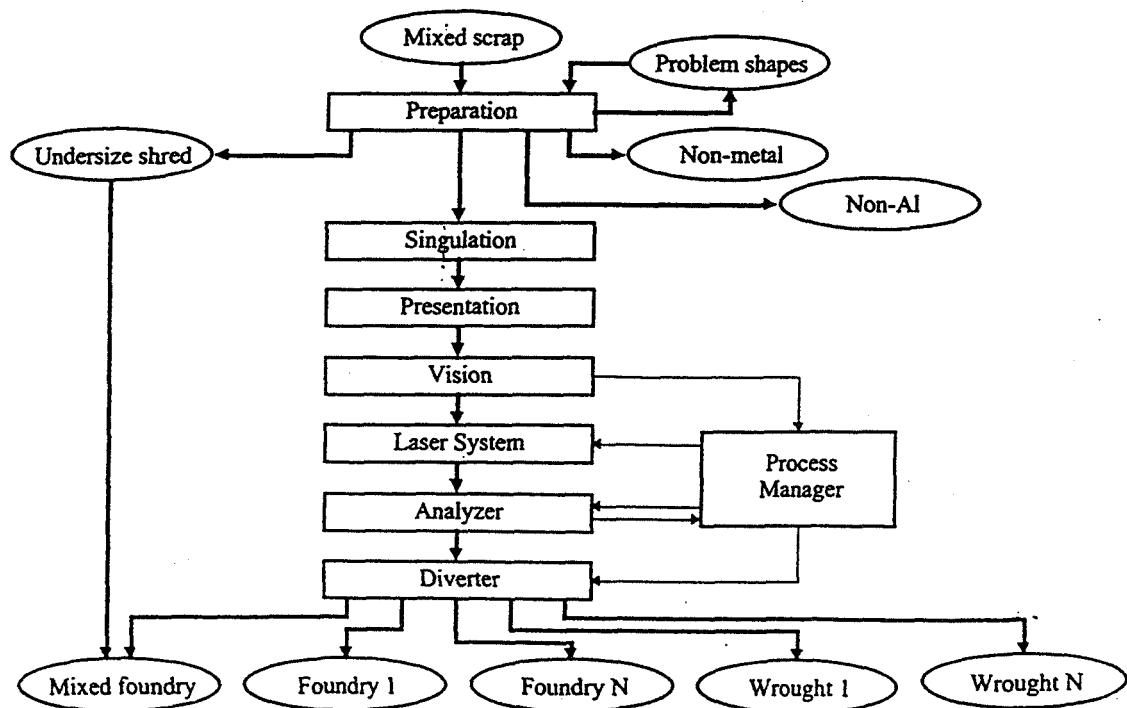 Mixed scrap
Problem shapes
Preparation
Undersize shred
Non-metal
Non-Al
Singulation
Presentation
Vision
Laser System
Process
Manager
Analyzer
Diverter
Mixed foundry
Foundry 1
Foundry N
Wrought 1
Wrought N